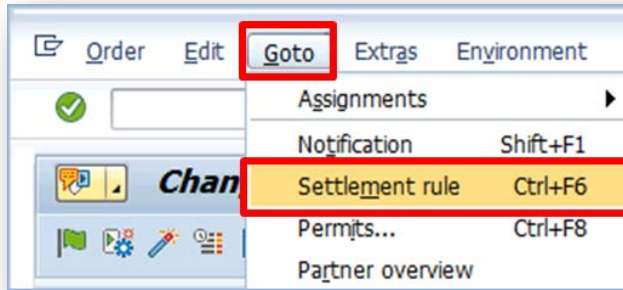 Order Edit Goto Extras Environment
Assignments
Notification Shift+F1
Chan
Settlement rule Ctrl+F6
Permits... Ctrl+F8
Partner overview